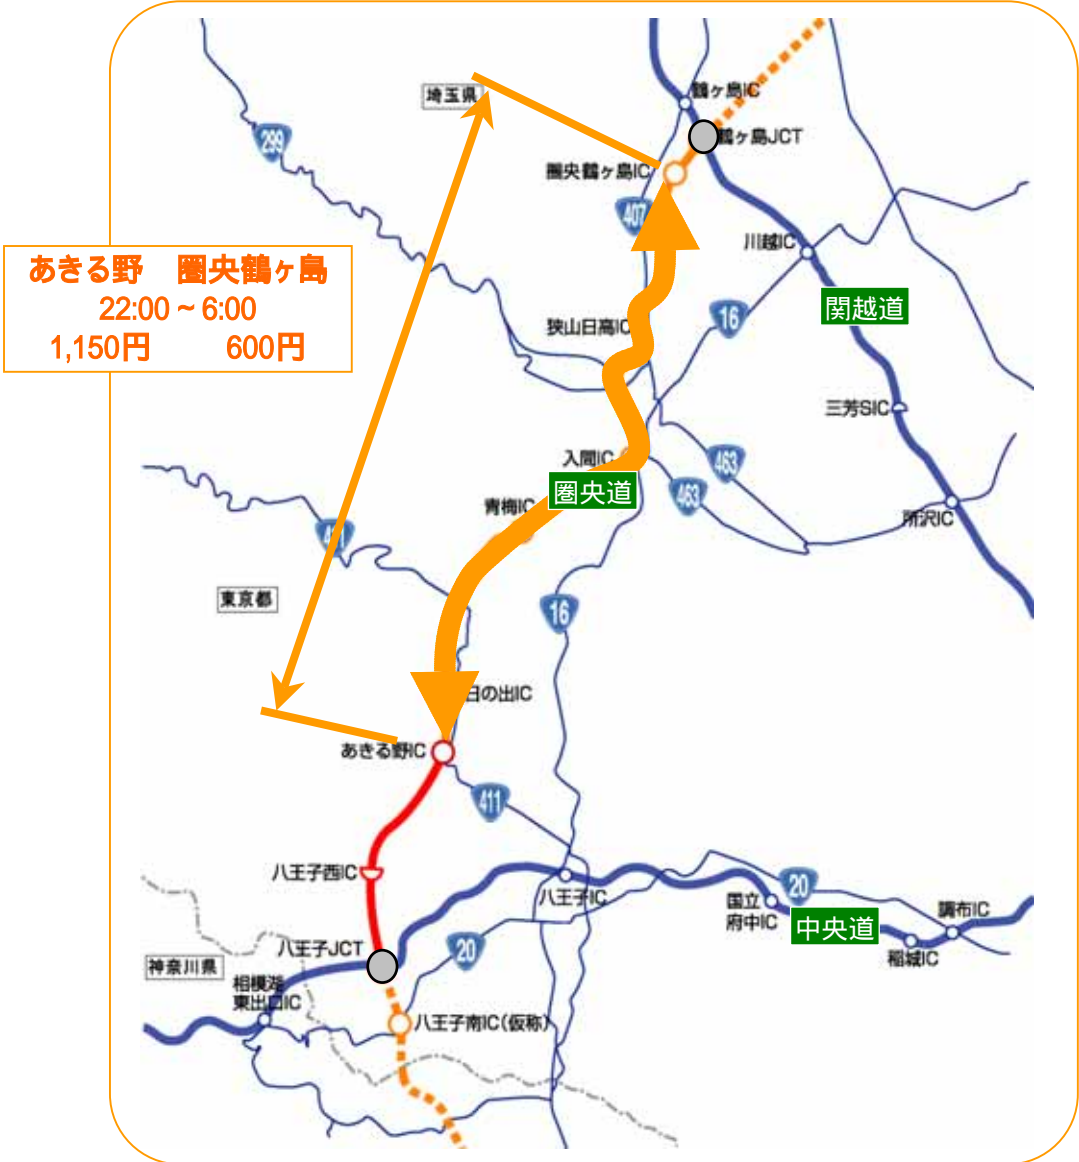 埼玉県
鶴ヶ島IC
299
鶴ヶ島JCT
圏央鶴ヶ島IC
407
川越IC
あきる野　圏央鶴ヶ島
22:00 ~ 6:00
1,150円　600円
関越道
16
狭山日高IC
三芳SIC
入間IC
463
463
圏央道
青梅IC
所沢IC
東京都
16
日の出IC
あきる野IC
411
八王子西IC
八王子IC
20
国立
府中IC
中央道
調布IC
稲城IC
八王子JCT
20
神奈川県
相模湖
東出口IC
八王子南IC(仮称)